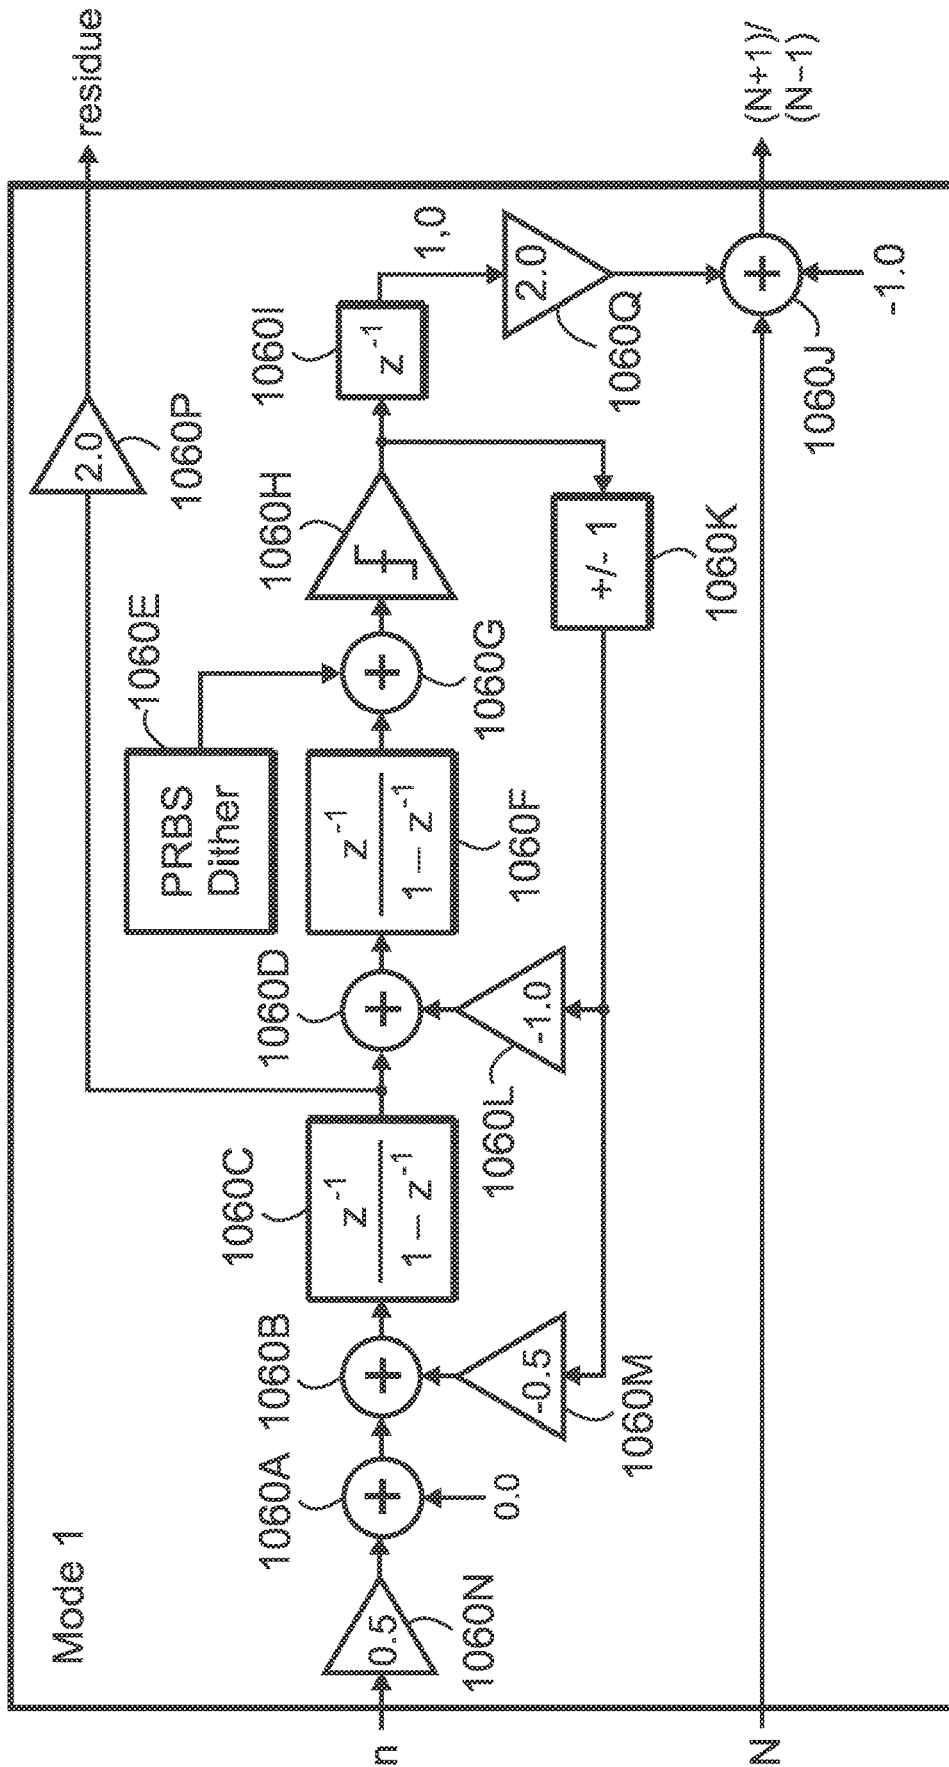 Mode 1
residue
2.0
1060P
1060E
PRBS
Dither
1060A
1060B
1060C
1060D
1060H
1060I
n
0.5
1060N
+
+
z⁻¹
1 – z⁻¹
+
z⁻¹
1 – z⁻¹
+
z⁻¹
1,0
0.0
1060F
1060G
-0.5
1060M
-1.0
1060L
+/- 1
1060K
2.0
1060Q
N
+
(N+1)/
(N–1)
1060J
-1.0